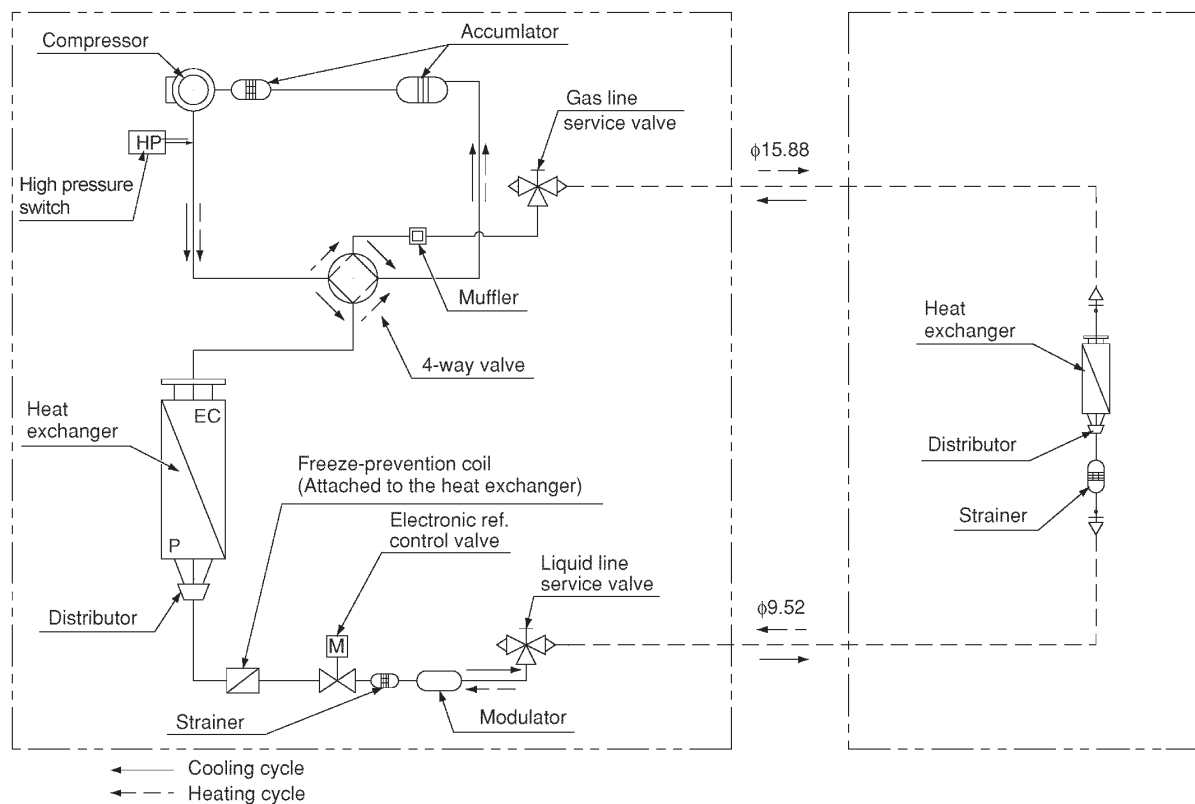 Compressor
Accumlator
HP
High pressure
switch
Gas line
service valve
ϕ15.88
Muffler
4-way valve
Heat
exchanger
EC
P
Distributor
Freeze-prevention coil
(Attached to the heat exchanger)
Electronic ref.
control valve
M
Strainer
Modulator
Liquid line
service valve
ϕ9.52
Heat
exchanger
Distributor
Strainer
Cooling cycle
Heating cycle